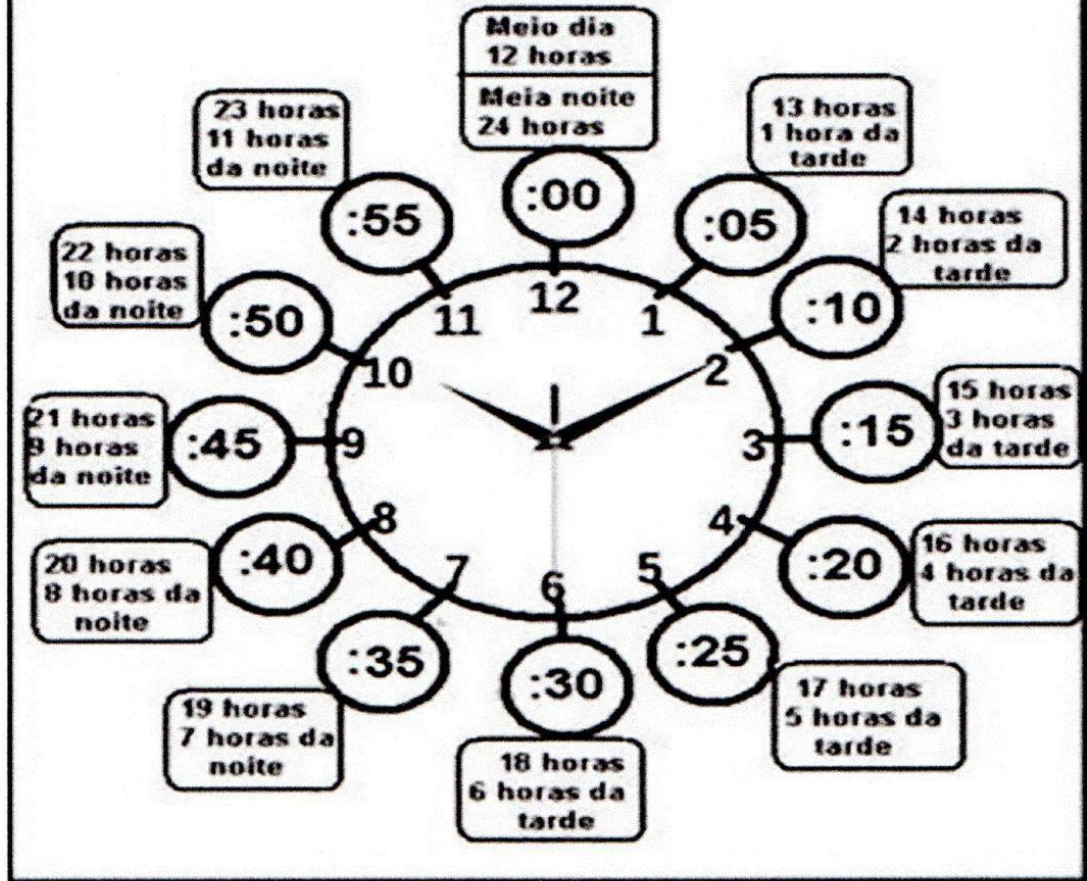 Meio dia
12 horas
Meia noite
24 horas
:00
13 horas
1 hora da
tarde
:05
14 horas
2 horas da
tarde
:10
15 horas
3 horas
da tarde
:15
16 horas
4 horas da
tarde
:20
17 horas
5 horas da
tarde
:25
18 horas
6 horas da
tarde
:30
19 horas
7 horas da
noite
:35
20 horas
8 horas da
noite
:40
21 horas
9 horas
da noite
:45
22 horas
10 horas
da noite
:50
23 horas
11 horas
da noite
:55
12
1
2
3
4
5
6
7
8
9
10
11